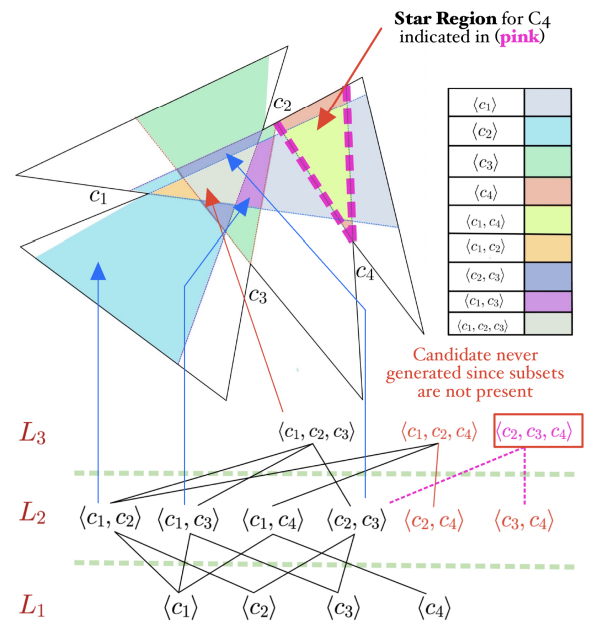 Star Region for C4
indicated in (pink)
c₂
c₁
c₄
c₃
⟨c₁⟩
⟨c₂⟩
⟨c₃⟩
⟨c₄⟩
⟨c₁, c₄⟩
⟨c₁, c₂⟩
⟨c₂, c₃⟩
⟨c₁, c₃⟩
⟨c₁, c₂, c₃⟩
Candidate never
generated since subsets
are not present
L₃ ⟨c₁, c₂, c₃⟩ ⟨c₁, c₂, c₄⟩ ⟨c₂, c₃, c₄⟩
L₂ ⟨c₁, c₂⟩ ⟨c₁, c₃⟩ ⟨c₁, c₄⟩ ⟨c₂, c₃⟩ ⟨c₂, c₄⟩ ⟨c₃, c₄⟩
L₁ ⟨c₁⟩ ⟨c₂⟩ ⟨c₃⟩ ⟨c₄⟩